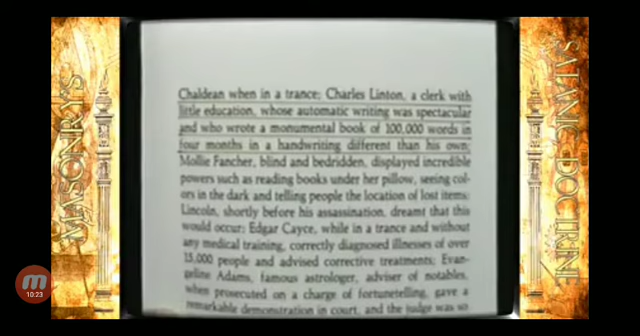 MASONRY'S
SATANIC DOCTRINE
Chaldean when in a trance; Charles Linton, a clerk with
little education, whose automatic writing was spectacular
and who wrote a monumental book of 100,000 words in
four months in a handwriting different than his own;
Mollie Fancher, blind and bedridden, displayed incredible
powers such as reading books under her pillow, seeing col-
ors in the dark and telling people the location of lost items;
Lincoln, shortly before his assassination, dreamt that this
would occur; Edgar Cayce, while in a trance and without
any medical training, correctly diagnosed illnesses of over
15,000 people and advised corrective treatments; Evan-
geline Adams, famous astrologer, adviser of notables,
when prosecuted on a charge of fortunetelling, gave a
remarkable demonstration in court, and the judge was so
10:23